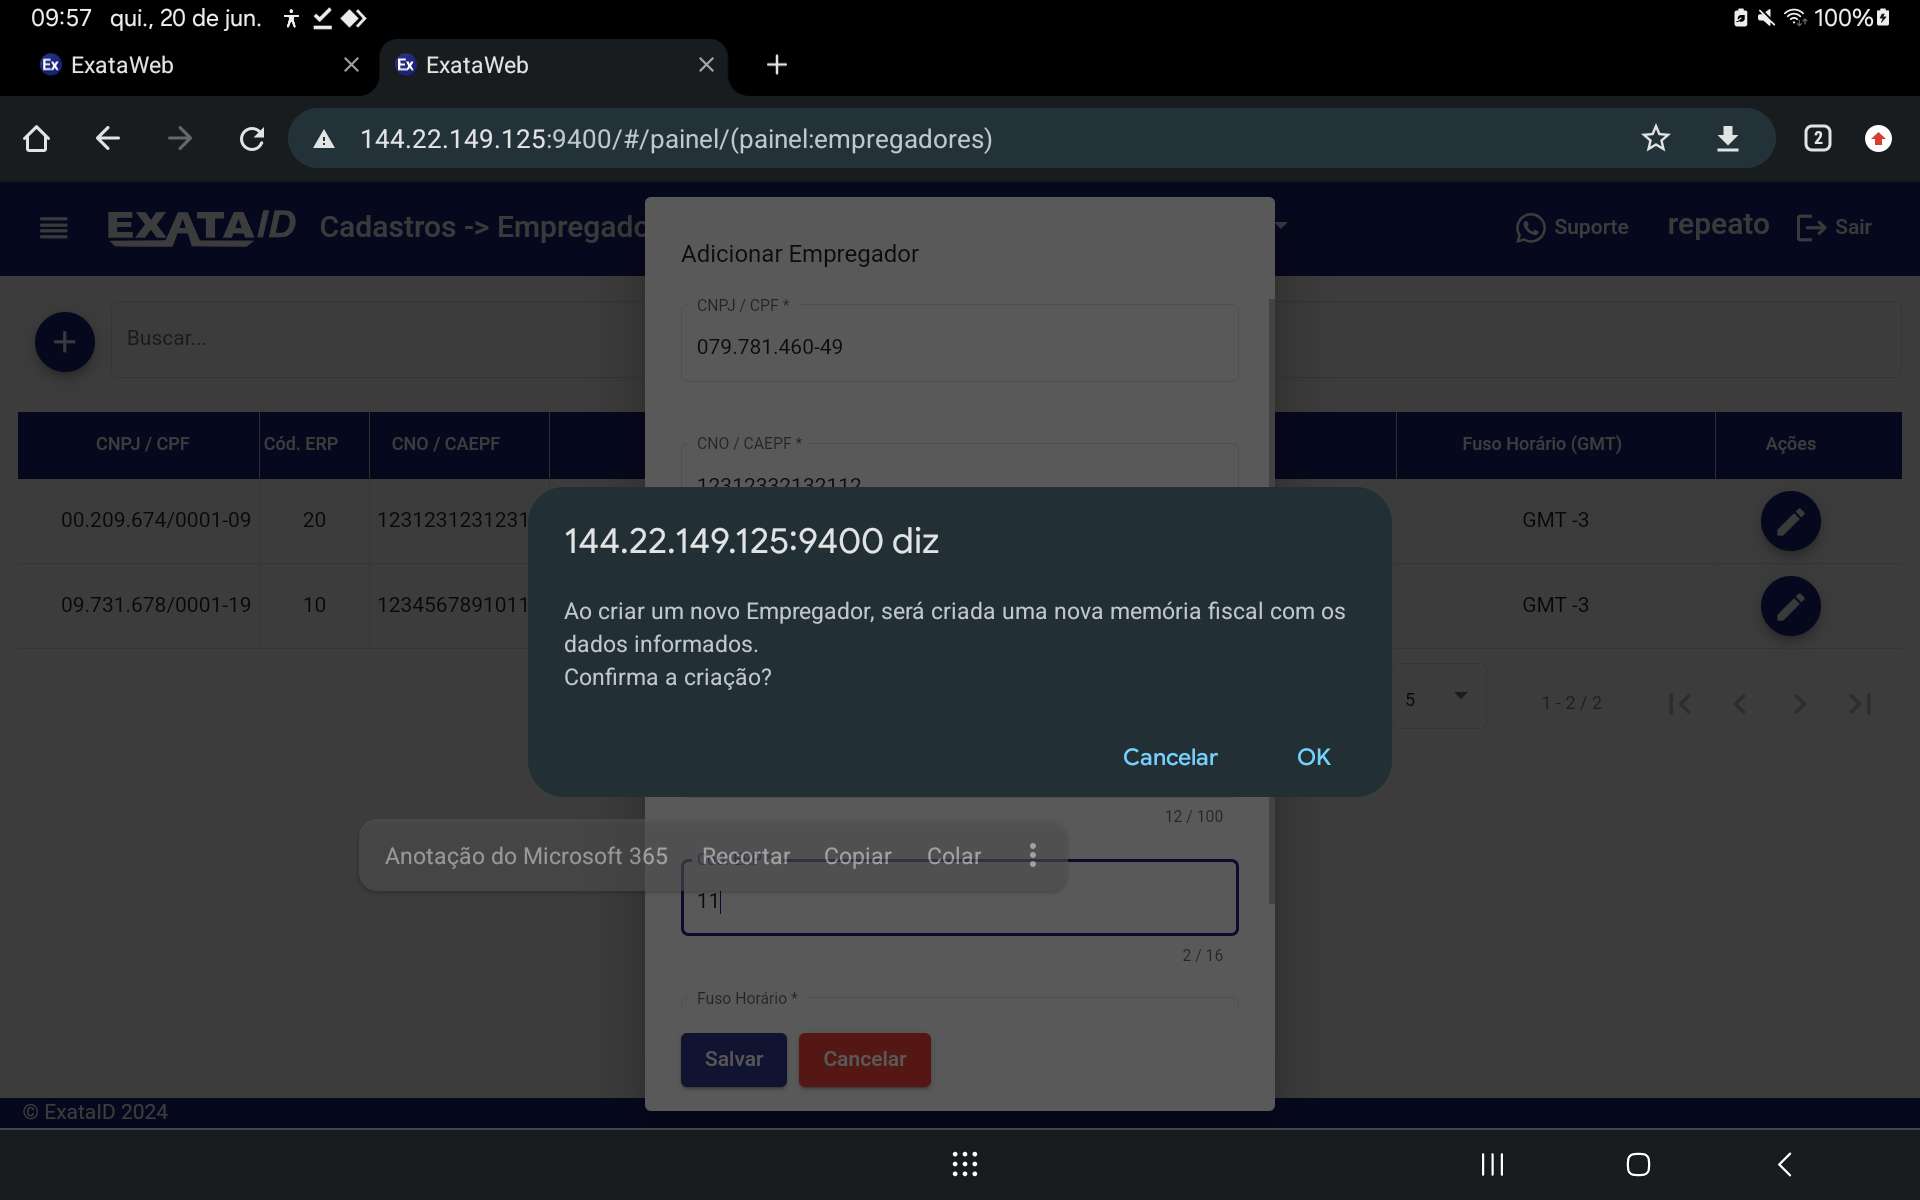 09:57 qui., 20 de jun. 100%
Ex ExataWeb Ex ExataWeb
144.22.149.125:9400/#/painel/(painel:empregadores) 2
EXATAID Cadastros -> Empregado Suporte repeato Sair
Adicionar Empregador
CNPJ / CPF *
079.781.460-49
Buscar...
CNO / CAEPF *
12312332132112
CNPJ / CPF Cód. ERP CNO / CAEPF Fuso Horário (GMT) Ações
00.209.674/0001-09 20 1231231231231 GMT -3
09.731.678/0001-19 10 1234567891011 GMT -3
144.22.149.125:9400 diz
Ao criar um novo Empregador, será criada uma nova memória fiscal com os
dados informados.
Confirma a criação?
Cancelar OK
5 1 - 2 / 2
12 / 100
Anotação do Microsoft 365 Recortar Copiar Colar
11
2 / 16
Fuso Horário *
Salvar Cancelar
© ExataID 2024